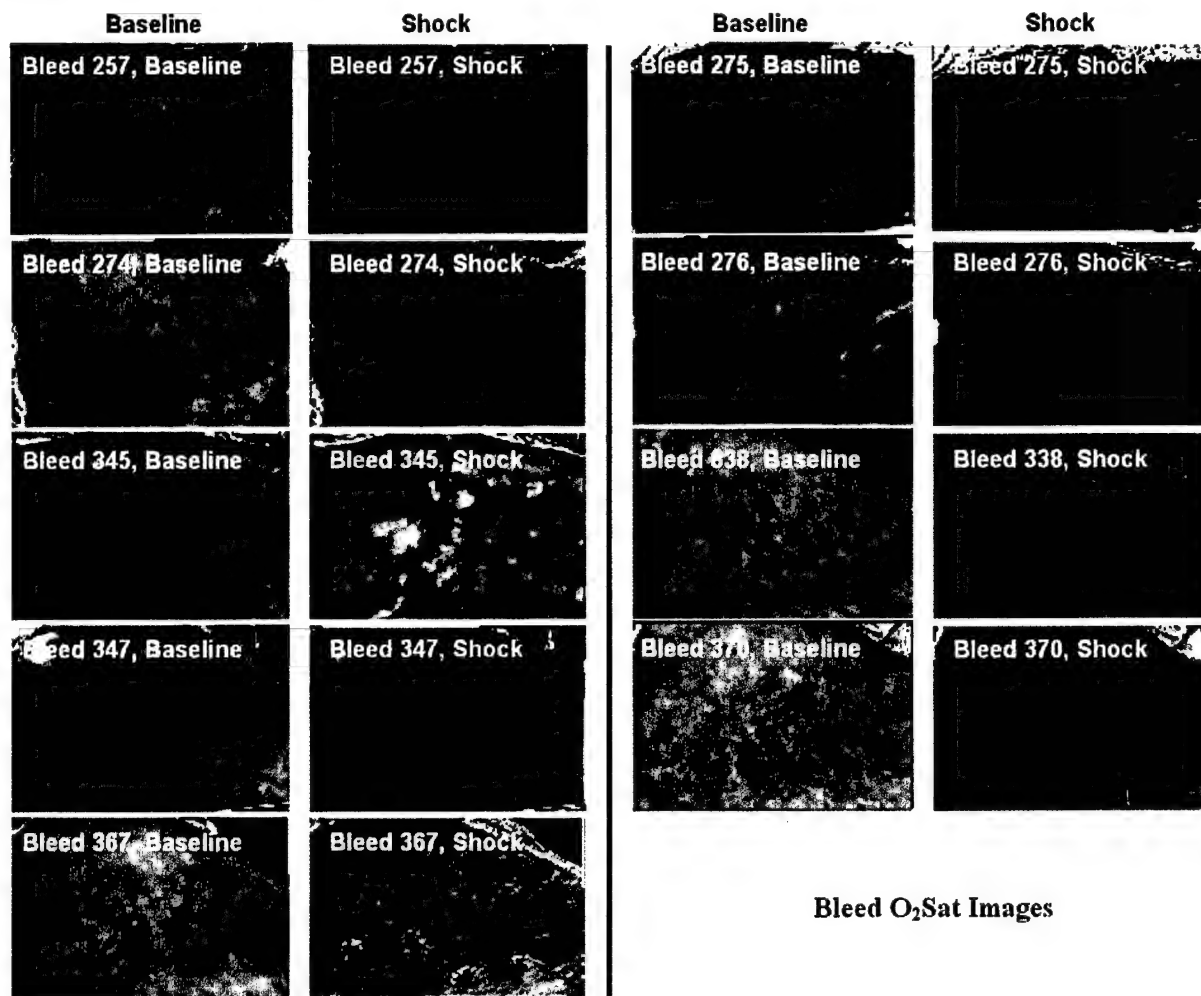 Baseline Shock
Bleed 257, Baseline Bleed 257, Shock
Bleed 274, Baseline Bleed 274, Shock
Bleed 345, Baseline Bleed 345, Shock
Bleed 347, Baseline Bleed 347, Shock
Bleed 367, Baseline Bleed 367, Shock
Baseline Shock
Bleed 275, Baseline Bleed 275, Shock
Bleed 276, Baseline Bleed 276, Shock
Bleed 338, Baseline Bleed 338, Shock
Bleed 370, Baseline Bleed 370, Shock
Bleed O₂Sat Images